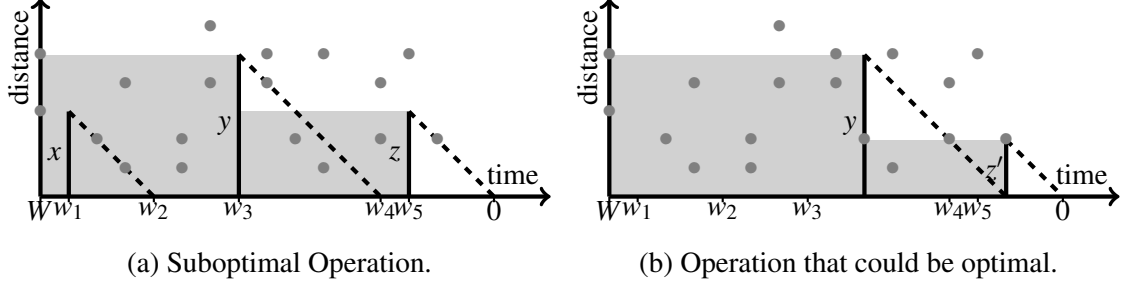 distance
x
y
z
time
W w₁ w₂ w₃ w₄ w₅ 0
(a) Suboptimal Operation.
distance
y
z′
time
W w₁ w₂ w₃ w₄ w₅ 0
(b) Operation that could be optimal.